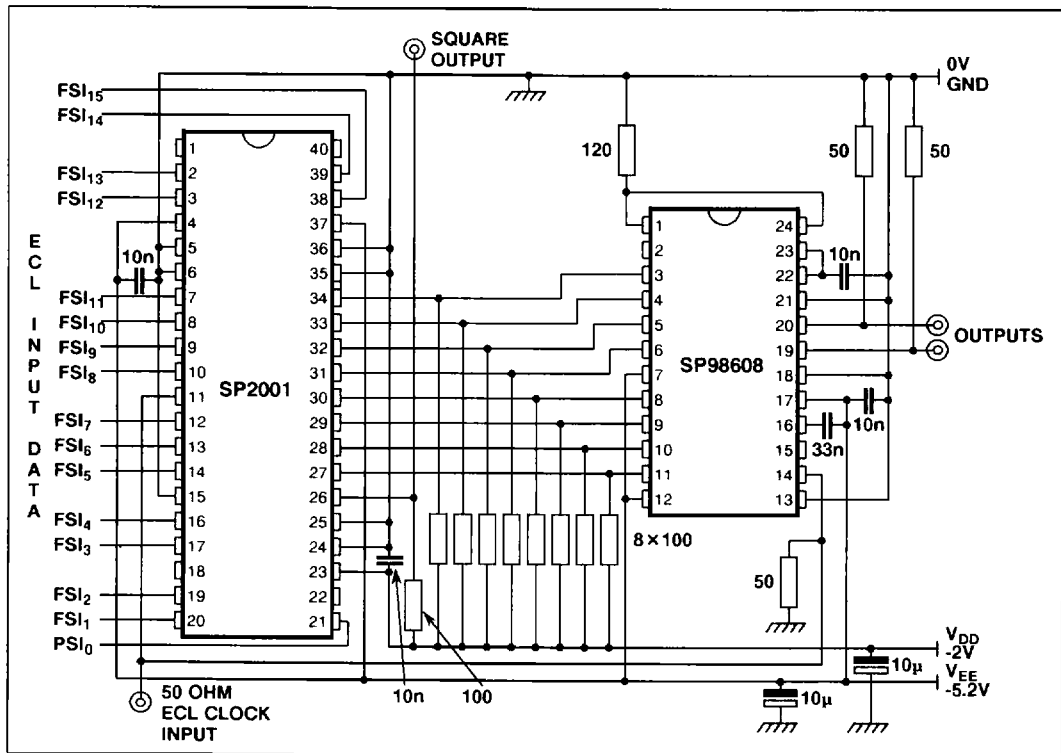 SQUARE
OUTPUT
0V
GND
FSI15
FSI14
FSI13
FSI12
FSI11
FSI10
FSI9
FSI8
FSI7
FSI6
FSI5
FSI4
FSI3
FSI2
FSI1
PSI0
ECL INPUT DATA
10n
SP2001
1
2
3
4
5
6
7
8
9
10
11
12
13
14
15
16
17
18
19
20
40
39
38
37
36
35
34
33
32
31
30
29
28
27
26
25
24
23
22
21
120
50
50
SP98608
1
2
3
4
5
6
7
8
9
10
11
12
24
23
22
21
20
19
18
17
16
15
14
13
10n
OUTPUTS
10n
33n
8×100
50
VDD
-2V
10μ
VEE
-5.2V
10μ
10n
100
50 OHM
ECL CLOCK
INPUT